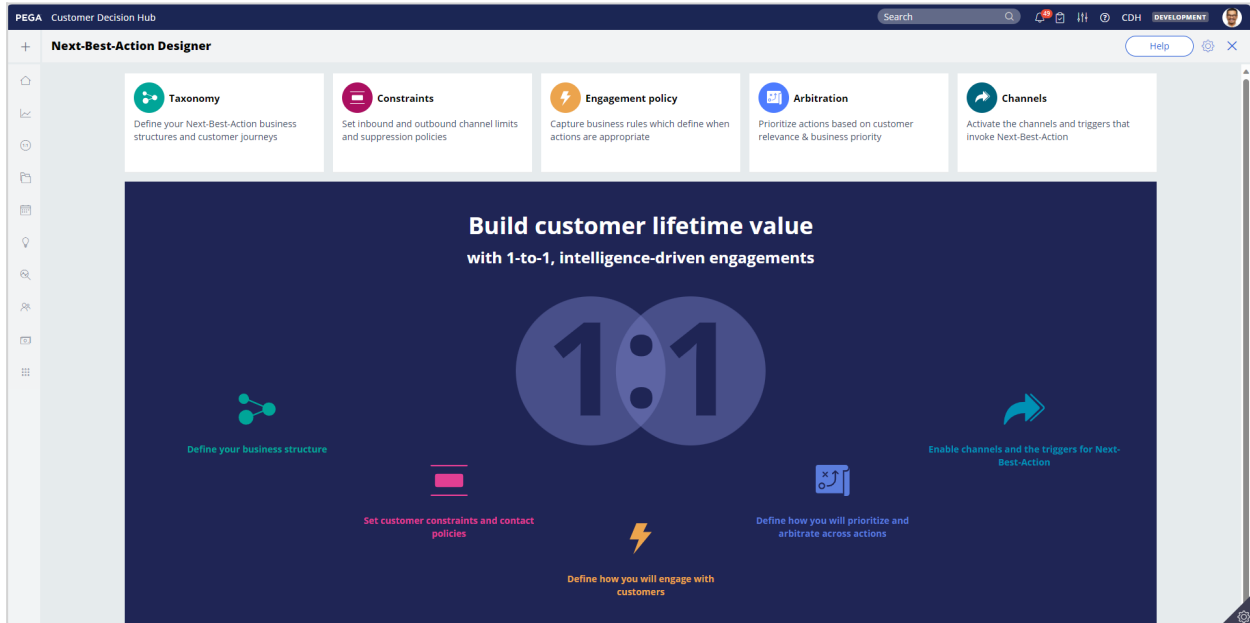 PEGA Customer Decision Hub
Search
49
CDH
DEVELOPMENT
Next-Best-Action Designer
Help
Taxonomy
Define your Next-Best-Action business
structures and customer journeys
Constraints
Set inbound and outbound channel limits
and suppression policies
Engagement policy
Capture business rules which define when
actions are appropriate
Arbitration
Prioritize actions based on customer
relevance & business priority
Channels
Activate the channels and triggers that
invoke Next-Best-Action
Build customer lifetime value
with 1-to-1, intelligence-driven engagements
1:1
Define your business structure
Set customer constraints and contact
policies
Define how you will engage with
customers
Define how you will prioritize and
arbitrate across actions
Enable channels and the triggers for Next-
Best-Action